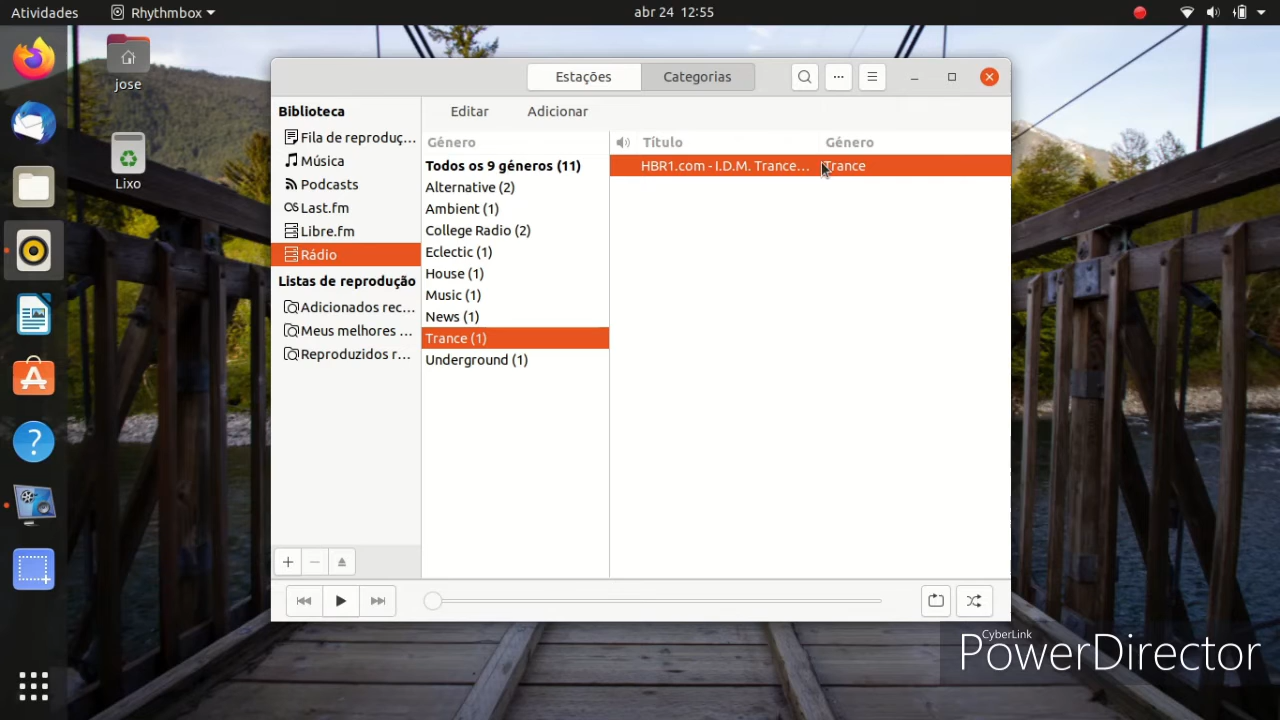 Atividades
Rhythmbox
abr 24 12:55
jose
Lixo
Estações
Categorias
Biblioteca
Fila de reproduç...
Música
Podcasts
Last.fm
Libre.fm
Rádio
Listas de reprodução
Adicionados rec...
Meus melhores ...
Reproduzidos r...
Editar
Adicionar
Género
Todos os 9 géneros (11)
Alternative (2)
Ambient (1)
College Radio (2)
Eclectic (1)
House (1)
Music (1)
News (1)
Trance (1)
Underground (1)
Título
Género
HBR1.com - I.D.M. Trance...
Trance
CyberLink
PowerDirector